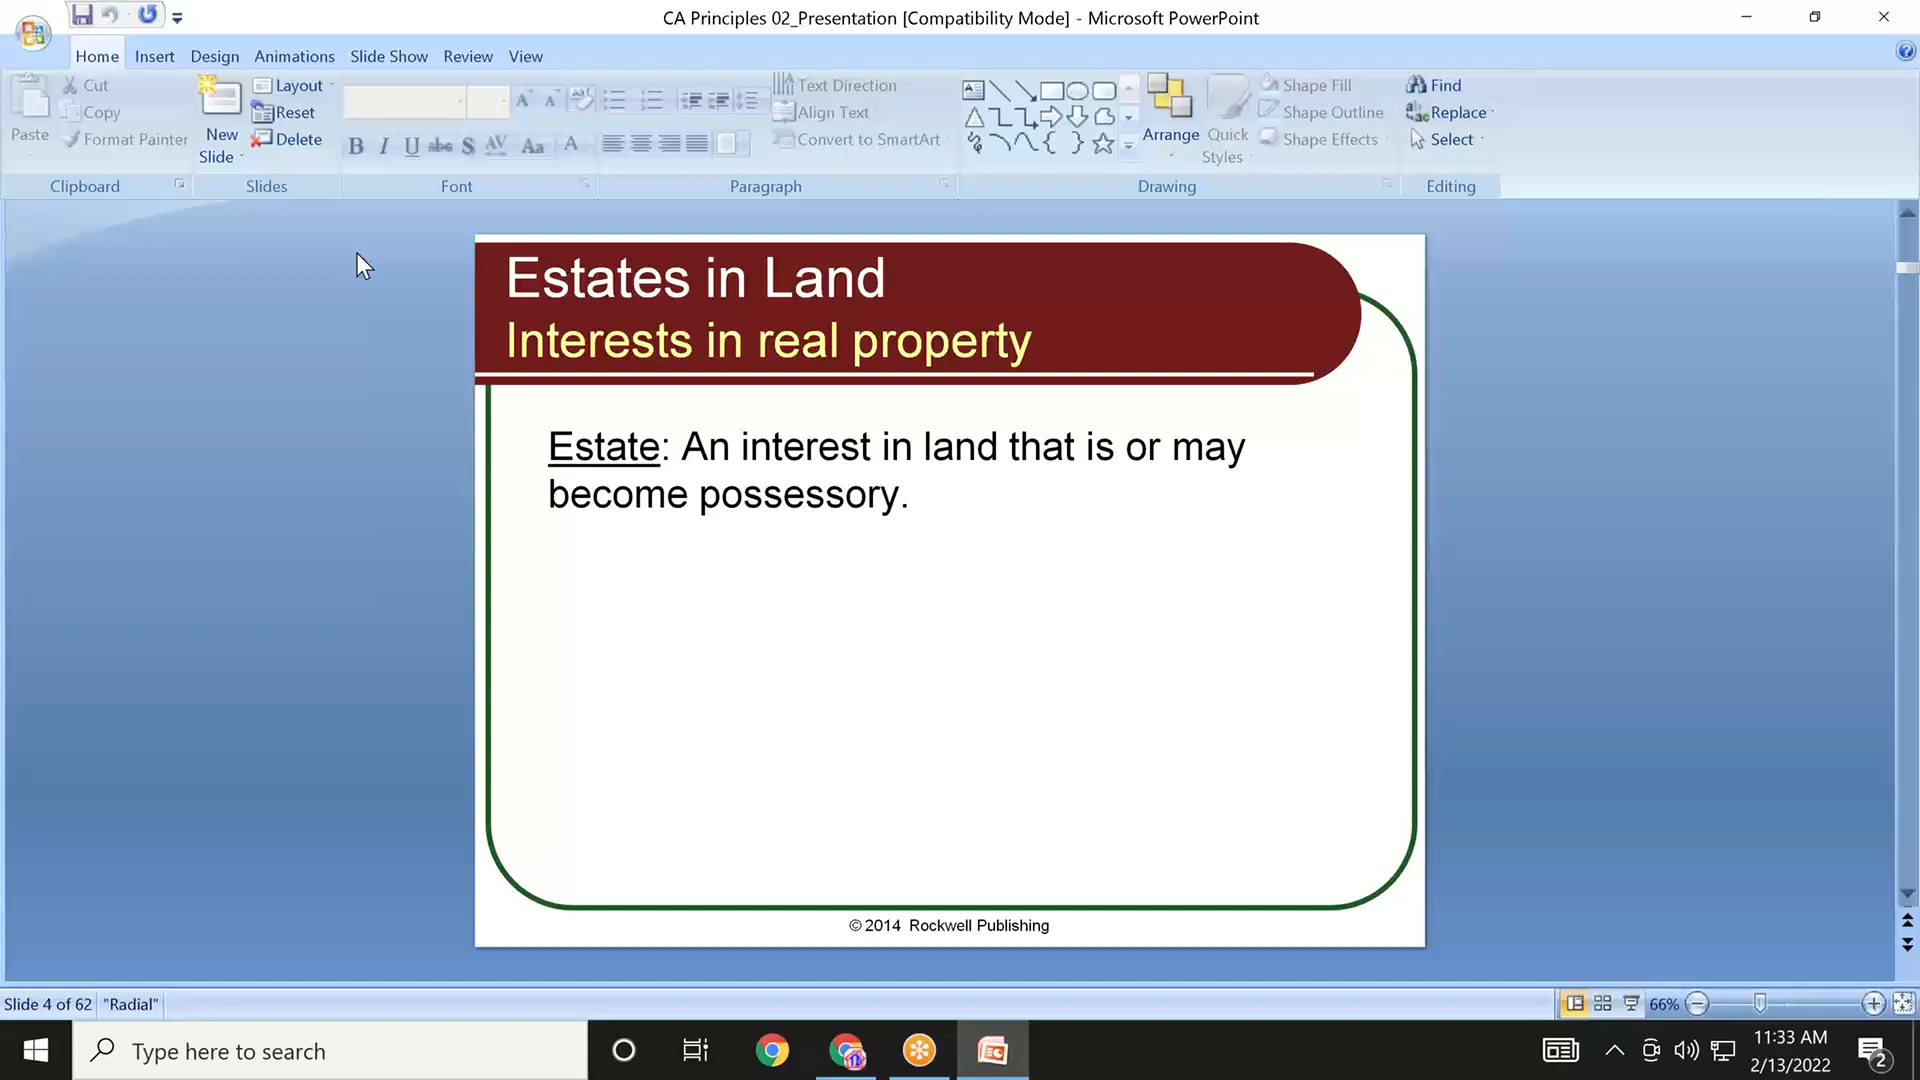 CA Principles 02_Presentation [Compatibility Mode] - Microsoft PowerPoint
Home Insert Design Animations Slide Show Review View
Paste
Cut
Copy
Format Painter
Clipboard
New
Slide
Layout
Reset
Delete
Slides
B I U abc S AV Aa A
Font
Text Direction
Align Text
Convert to SmartArt
Paragraph
Arrange
Quick
Styles
Shape Fill
Shape Outline
Shape Effects
Drawing
Find
Replace
Select
Editing
Estates in Land
Interests in real property
Estate: An interest in land that is or may
become possessory.
© 2014 Rockwell Publishing
Slide 4 of 62 "Radial" 66%
Type here to search
11:33 AM
2/13/2022
2